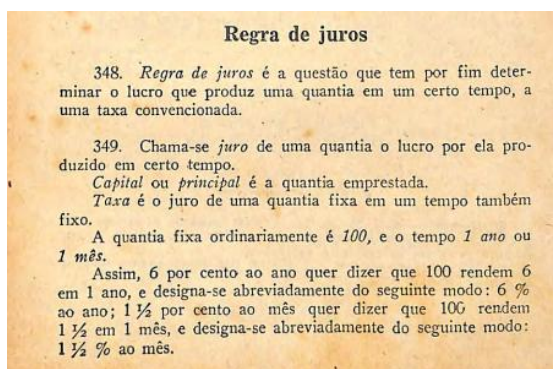 Regra de juros
348. Regra de juros é a questão que tem por fim deter-
minar o lucro que produz uma quantia em um certo tempo, a
uma taxa convencionada.
349. Chama-se juro de uma quantia o lucro por ela pro-
duzido em certo tempo.
Capital ou principal é a quantia emprestada.
Taxa é o juro de uma quantia fixa em um tempo também
fixo.
A quantia fixa ordinariamente é 100, e o tempo 1 ano ou
1 mês.
Assim, 6 por cento ao ano quer dizer que 100 rendem 6
em 1 ano, e designa-se abreviadamente do seguinte modo: 6 %
ao ano; 1 ½ por cento ao mês quer dizer que 100 rendem
1 ½ em 1 mês, e designa-se abreviadamente do seguinte modo:
1 ½ % ao mês.